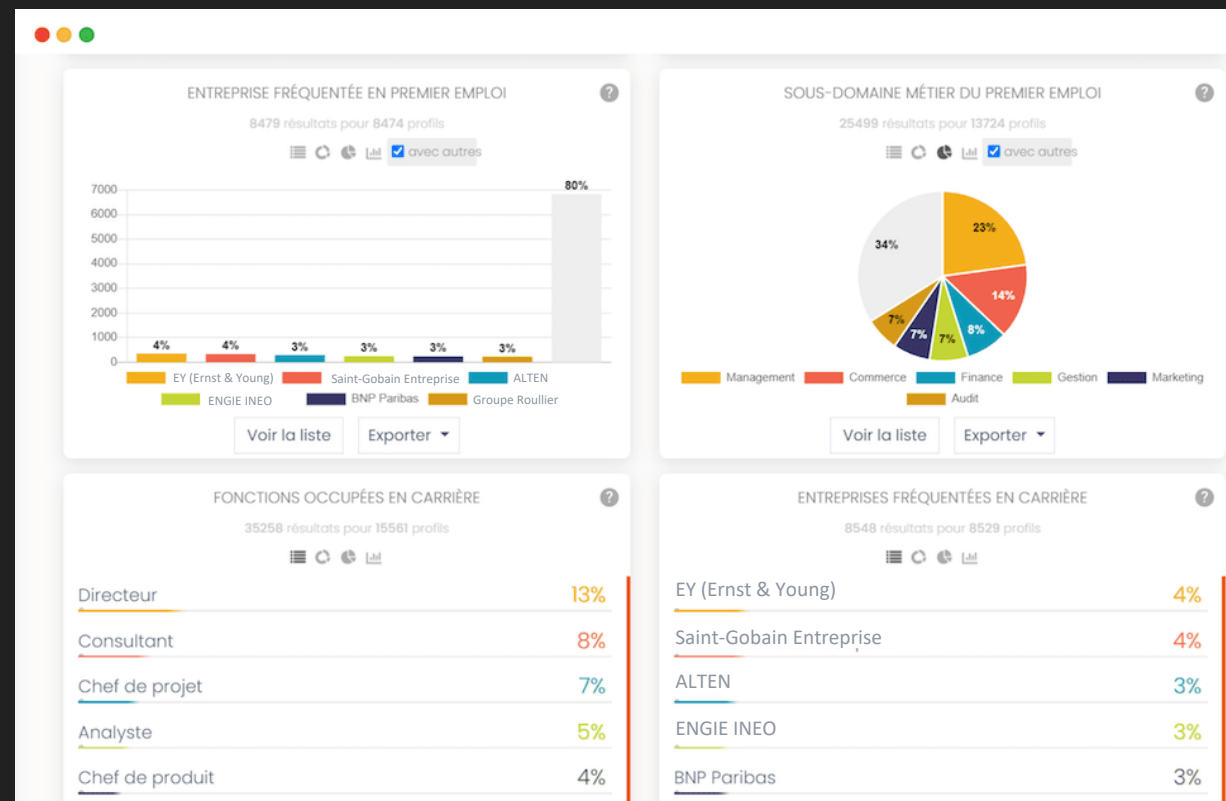 ENTREPRISE FRÉQUENTÉE EN PREMIER EMPLOI ?
8479 résultats pour 8474 profils
avec autres
7000
6000
5000
4000
3000
2000
1000
0
4% 4% 3% 3% 3% 3% 80%
EY (Ernst & Young) Saint-Gobain Entreprise ALTEN
ENGIE INEO BNP Paribas Groupe Roullier
Voir la liste Exporter
SOUS-DOMAINE MÉTIER DU PREMIER EMPLOI ?
25499 résultats pour 13724 profils
avec autres
34% 23%
14%
7% 7% 7% 8%
Management Commerce Finance Gestion Marketing
Audit
Voir la liste Exporter
FONCTIONS OCCUPÉES EN CARRIÈRE ?
35258 résultats pour 15561 profils
Directeur 13%
Consultant 8%
Chef de projet 7%
Analyste 5%
Chef de produit 4%
ENTREPRISES FRÉQUENTÉES EN CARRIÈRE ?
8548 résultats pour 8529 profils
EY (Ernst & Young) 4%
Saint-Gobain Entreprise 4%
ALTEN 3%
ENGIE INEO 3%
BNP Paribas 3%